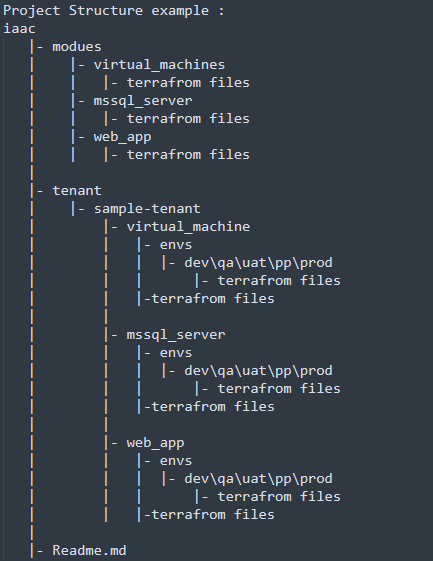 Project Structure example :
iaac
   |- modues
   |    |- virtual_machines
   |    |   |- terrafrom files
   |    |- mssql_server
   |    |   |- terrafrom files
   |    |- web_app
   |    |   |- terrafrom files
   |
   |- tenant
   |    |- sample-tenant
   |        |- virtual_machine
   |        |   |- envs
   |        |   |  |- dev\qa\uat\pp\prod
   |        |   |      |- terrafrom files
   |        |   |-terrafrom files
   |        |
   |        |- mssql_server
   |        |   |- envs
   |        |   |  |- dev\qa\uat\pp\prod
   |        |   |      |- terrafrom files
   |        |   |-terrafrom files
   |        |
   |        |- web_app
   |        |   |- envs
   |        |   |  |- dev\qa\uat\pp\prod
   |        |   |      |- terrafrom files
   |        |   |-terrafrom files
   |
   |- Readme.md